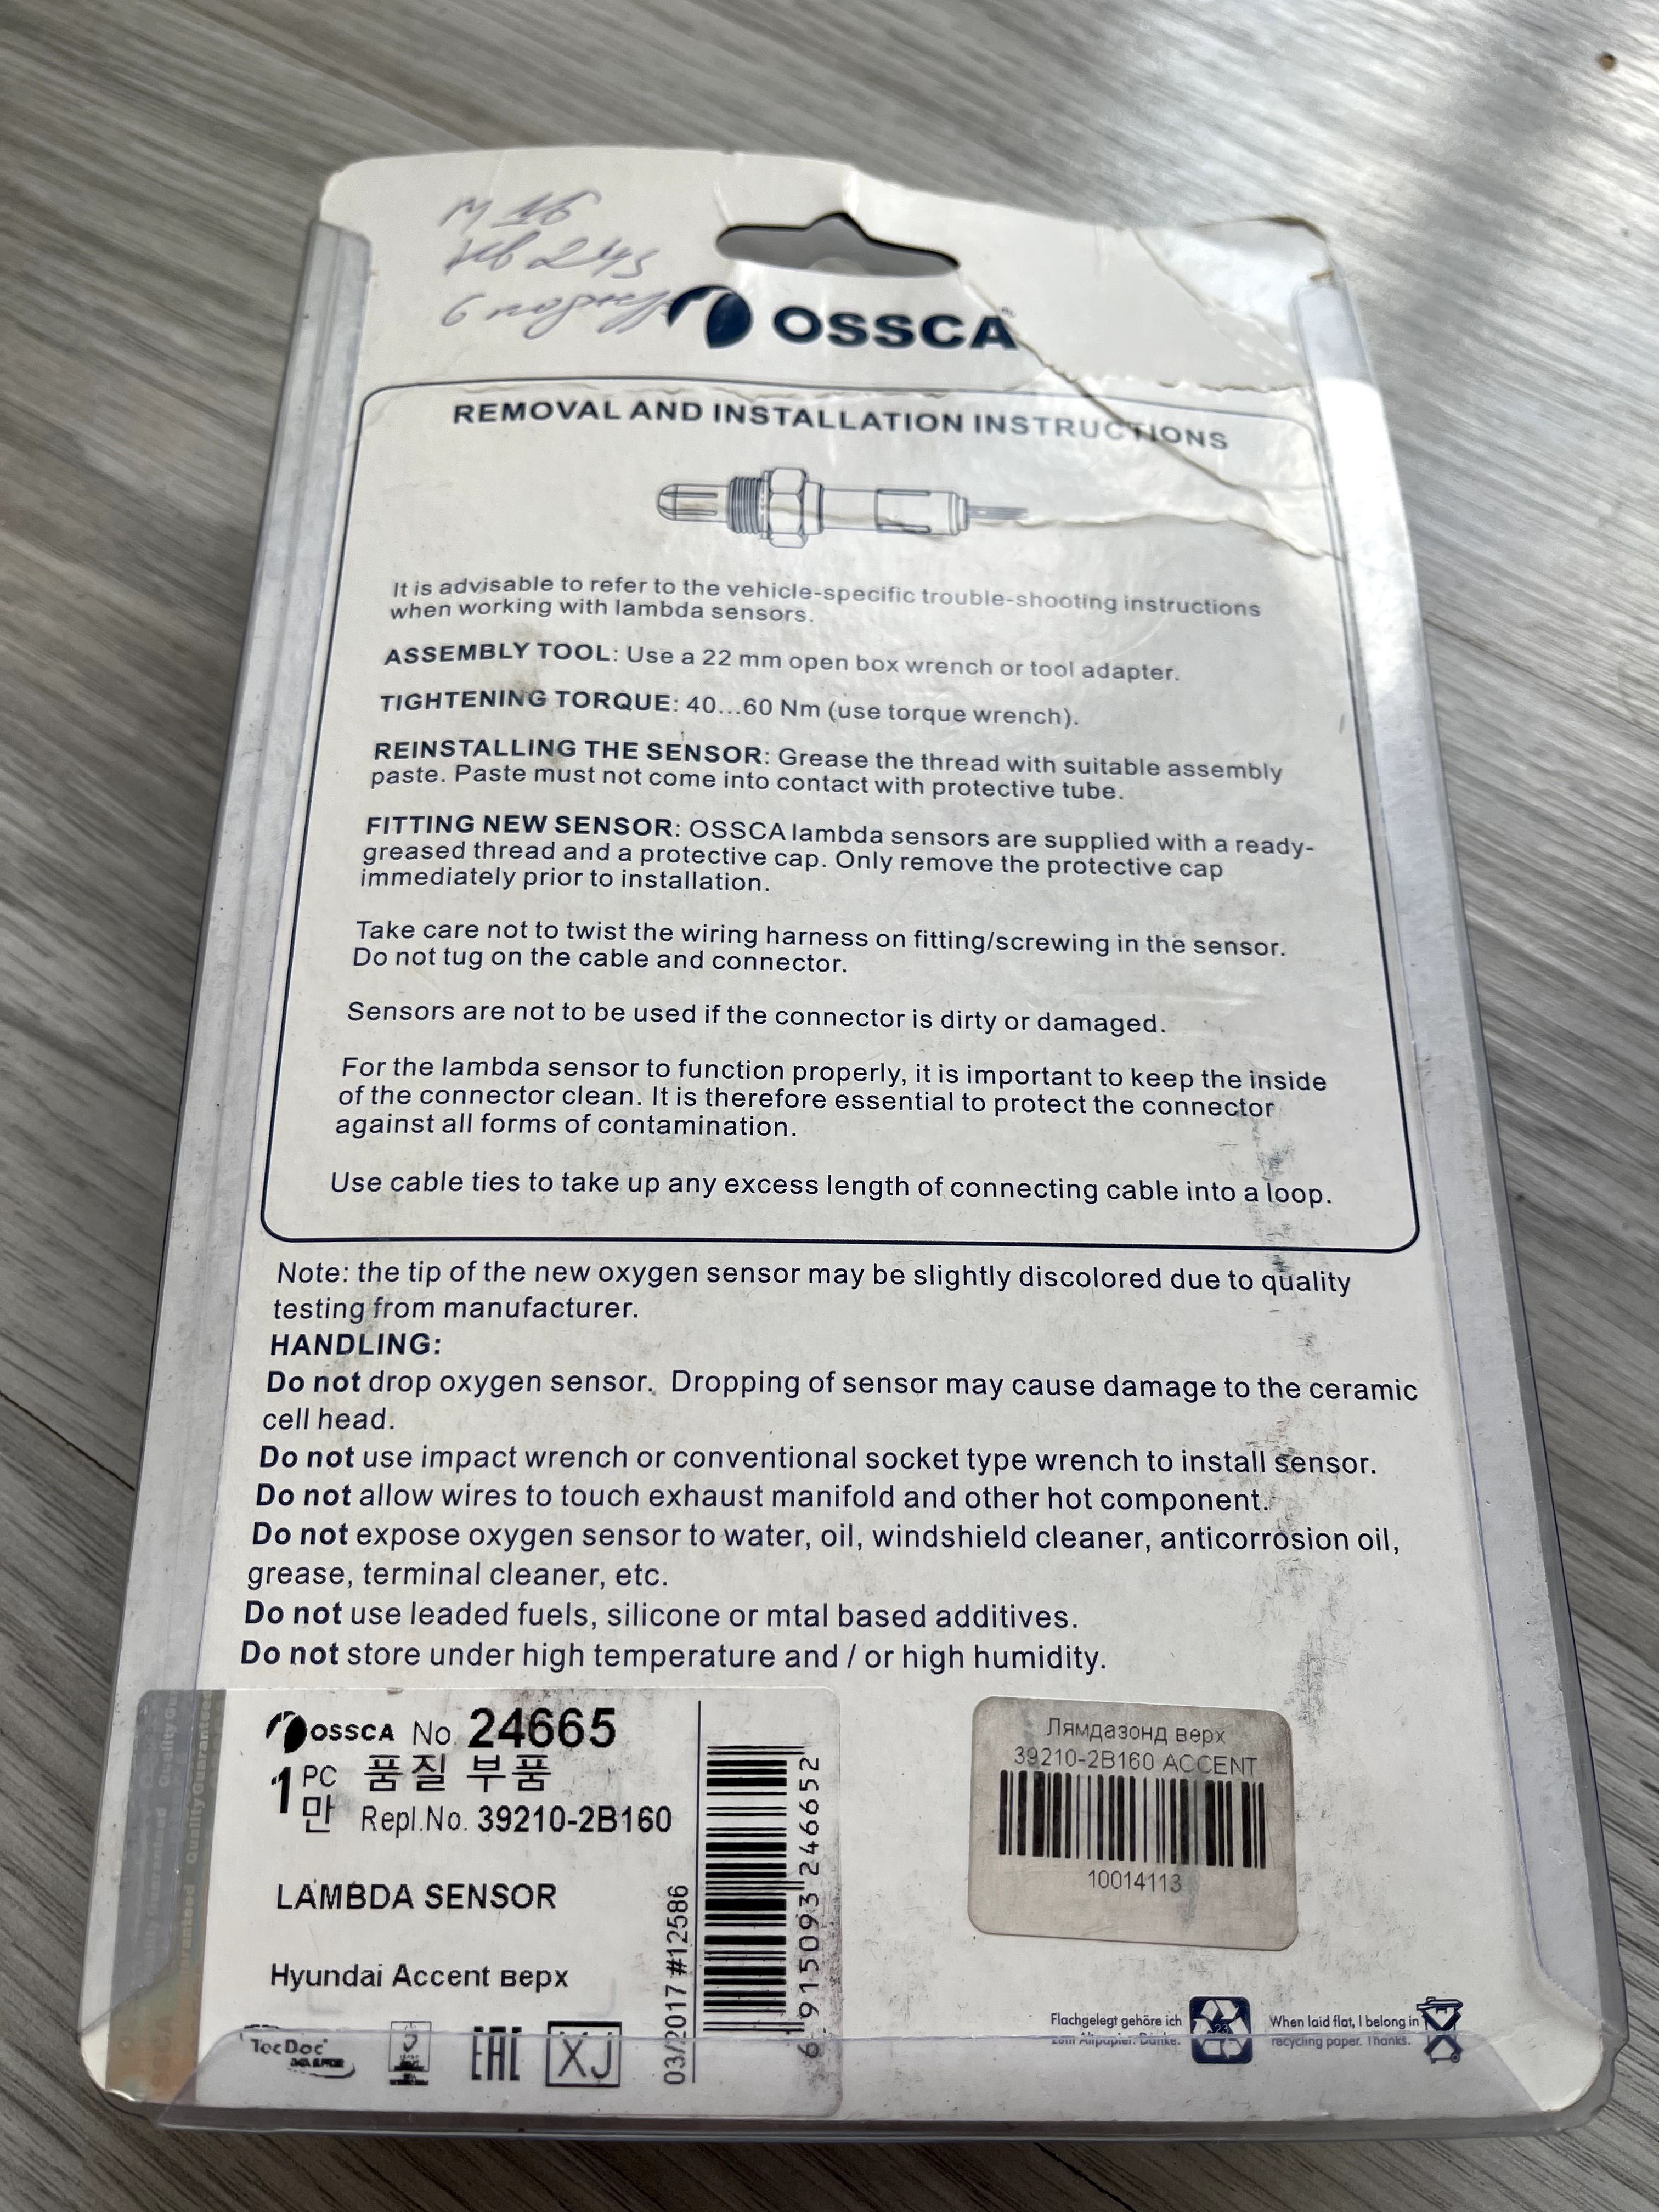 М 16
кв 245
6 
OSSCA
REMOVAL AND INSTALLATION INSTRUCTIONS
It is advisable to refer to the vehicle-specific trouble-shooting instructions
when working with lambda sensors.
ASSEMBLY TOOL: Use a 22 mm open box wrench or tool adapter.
TIGHTENING TORQUE: 40...60 Nm (use torque wrench).
REINSTALLING THE SENSOR: Grease the thread with suitable assembly
paste. Paste must not come into contact with protective tube.
FITTING NEW SENSOR: OSSCA lambda sensors are supplied with a ready-
greased thread and a protective cap. Only remove the protective cap
immediately prior to installation.
Take care not to twist the wiring harness on fitting/screwing in the sensor.
Do not tug on the cable and connector.
Sensors are not to be used if the connector is dirty or damaged.
For the lambda sensor to function properly, it is important to keep the inside
of the connector clean. It is therefore essential to protect the connector
against all forms of contamination.
Use cable ties to take up any excess length of connecting cable into a loop.
Note: the tip of the new oxygen sensor may be slightly discolored due to quality
testing from manufacturer.
HANDLING:
Do not drop oxygen sensor. Dropping of sensor may cause damage to the ceramic
cell head.
Do not use impact wrench or conventional socket type wrench to install sensor.
Do not allow wires to touch exhaust manifold and other hot component.
Do not expose oxygen sensor to water, oil, windshield cleaner, anticorrosion oil,
grease, terminal cleaner, etc.
Do not use leaded fuels, silicone or mtal based additives.
Do not store under high temperature and / or high humidity.
Quality Guaranteed
OSSCA No. 24665
1 PC 품질 부품
만 Repl.No. 39210-2B160
LAMBDA SENSOR
Hyundai Accent верх
TecDoc
EAC
XJ
03/2017 #12586
6 915093 246652
Лямдазонд верх
39210-2B160 ACCENT
10014113
Flachgelegt gehöre ich
zum Altpapier. Danke.
23
When laid flat, I belong in
recycling paper. Thanks.